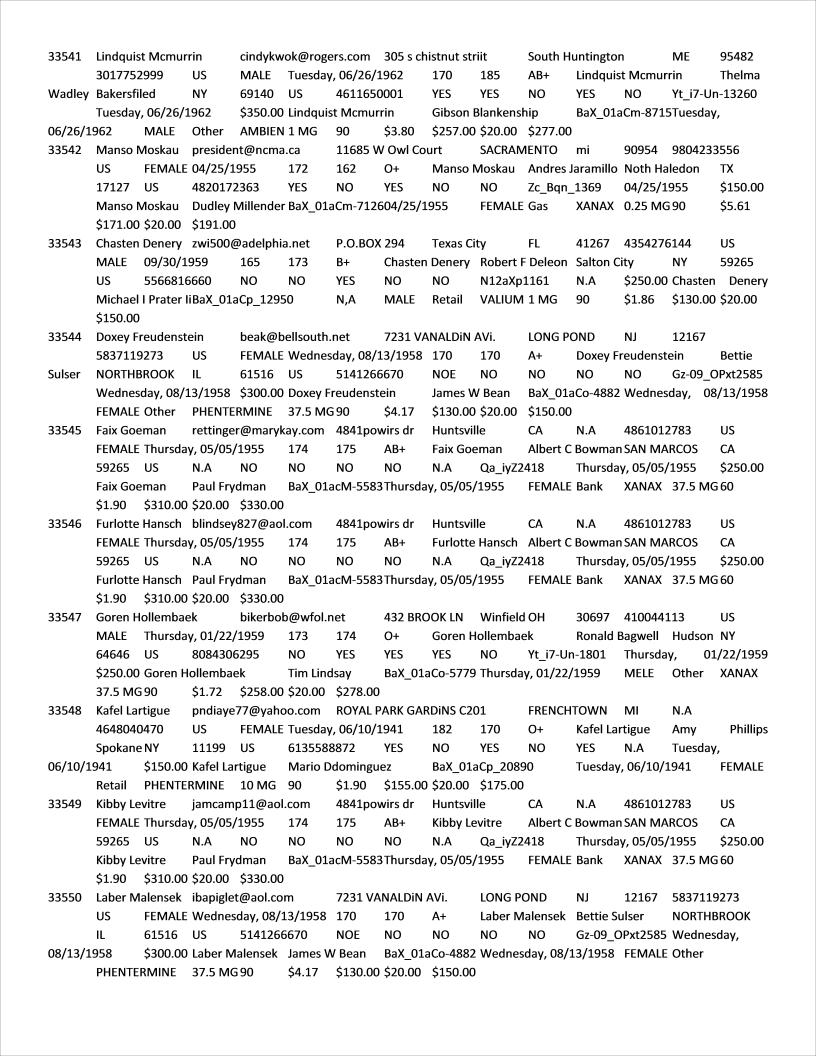 33541 Lindquist Mcmurrin cindykwok@rogers.com 305 s chistnut striit South Huntington ME 95482
3017752999 US MALE Tuesday, 06/26/1962 170 185 AB+ Lindquist Mcmurrin Thelma
Wadley Bakersfiled NY 69140 US 4611650001 YES YES NO YES NO Yt_i7-Un-13260
Tuesday, 06/26/1962 $350.00 Lindquist Mcmurrin Gibson Blankenship BaX_01aCm-8715Tuesday,
06/26/1962 MALE Other AMBIEN 1 MG 90 $3.80 $257.00 $20.00 $277.00
33542 Manso Moskau president@ncma.ca 11685 W Owl Court SACRAMENTO mi 90954 9804233556
US FEMALE 04/25/1955 172 162 O+ Manso Moskau Andres Jaramillo Noth Haledon TX
17127 US 4820172363 YES NO YES NO NO Zc_Bqn_1369 04/25/1955 $150.00
Manso Moskau Dudley Millender BaX_01aCm-712604/25/1955 FEMALE Gas XANAX 0.25 MG 90 $5.61
$171.00 $20.00 $191.00
33543 Chasten Denery zwi500@adelphia.net P.O.BOX 294 Texas City FL 41267 4354276144 US
MALE 09/30/1959 165 173 B+ Chasten Denery Robert F Deleon Salton City NY 59265
US 5566816660 NO NO YES NO NO N12aXp1161 N.A $250.00 Chasten Denery
Michael I Prater IiBaX_01aCp_12950 N,A MALE Retail VALIUM 1 MG 90 $1.86 $130.00 $20.00
$150.00
33544 Doxey Freudenstein beak@bellsouth.net 7231 VANALDiN AVi. LONG POND NJ 12167
5837119273 US FEMALE Wednesday, 08/13/1958 170 170 A+ Doxey Freudenstein Bettie
Sulser NORTHBROOK IL 61516 US 5141266670 NOE NO NO NO NO Gz-09_OPxt2585
Wednesday, 08/13/1958 $300.00 Doxey Freudenstein James W Bean BaX_01aCo-4882 Wednesday, 08/13/1958
FEMALE Other PHENTERMINE 37.5 MG 90 $4.17 $130.00 $20.00 $150.00
33545 Faix Goeman rettinger@marykay.com 4841powirs dr Huntsville CA N.A 4861012783 US
FEMALE Thursday, 05/05/1955 174 175 AB+ Faix Goeman Albert C Bowman SAN MARCOS CA
59265 US N.A NO NO NO NO N.A Qa_iyZ2418 Thursday, 05/05/1955 $250.00
Faix Goeman Paul Frydman BaX_01acM-5583Thursday, 05/05/1955 FEMALE Bank XANAX 37.5 MG 60
$1.90 $310.00 $20.00 $330.00
33546 Furlotte Hansch blindsey827@aol.com 4841powirs dr Huntsville CA N.A 4861012783 US
FEMALE Thursday, 05/05/1955 174 175 AB+ Furlotte Hansch Albert C Bowman SAN MARCOS CA
59265 US N.A NO NO NO NO N.A Qa_iyZ2418 Thursday, 05/05/1955 $250.00
Furlotte Hansch Paul Frydman BaX_01acM-5583Thursday, 05/05/1955 FEMALE Bank XANAX 37.5 MG 60
$1.90 $310.00 $20.00 $330.00
33547 Goren Hollembaek bikerbob@wfol.net 432 BROOK LN Winfield OH 30697 410044113 US
MALE Thursday, 01/22/1959 173 174 O+ Goren Hollembaek Ronald Bagwell Hudson NY
64646 US 8084306295 NO YES YES YES NO Yt_i7-Un-1801 Thursday, 01/22/1959
$250.00 Goren Hollembaek Tim Lindsay BaX_01aCo-5779 Thursday, 01/22/1959 MELE Other XANAX
37.5 MG 90 $1.72 $258.00 $20.00 $278.00
33548 Kafel Lartigue pndiaye77@yahoo.com ROYAL PARK GARDiNS C201 FRENCHTOWN MI N.A
4648040470 US FEMALE Tuesday, 06/10/1941 182 170 O+ Kafel Lartigue Amy Phillips
Spokane NY 11199 US 6135588872 YES NO YES NO YES N.A Tuesday,
06/10/1941 $150.00 Kafel Lartigue Mario Ddominguez BaX_01aCp_20890 Tuesday, 06/10/1941 FEMALE
Retail PHENTERMINE 10 MG 90 $1.90 $155.00 $20.00 $175.00
33549 Kibby Levitre jamcamp11@aol.com 4841powirs dr Huntsville CA N.A 4861012783 US
FEMALE Thursday, 05/05/1955 174 175 AB+ Kibby Levitre Albert C Bowman SAN MARCOS CA
59265 US N.A NO NO NO NO N.A Qa_iyZ2418 Thursday, 05/05/1955 $250.00
Kibby Levitre Paul Frydman BaX_01acM-5583Thursday, 05/05/1955 FEMALE Bank XANAX 37.5 MG 60
$1.90 $310.00 $20.00 $330.00
33550 Laber Malensek ibapiglet@aol.com 7231 VANALDiN AVi. LONG POND NJ 12167 5837119273
US FEMALE Wednesday, 08/13/1958 170 170 A+ Laber Malensek Bettie Sulser NORTHBROOK
IL 61516 US 5141266670 NOE NO NO NO NO Gz-09_OPxt2585 Wednesday,
08/13/1958 $300.00 Laber Malensek James W Bean BaX_01aCo-4882 Wednesday, 08/13/1958 FEMALE Other
PHENTERMINE 37.5 MG 90 $4.17 $130.00 $20.00 $150.00